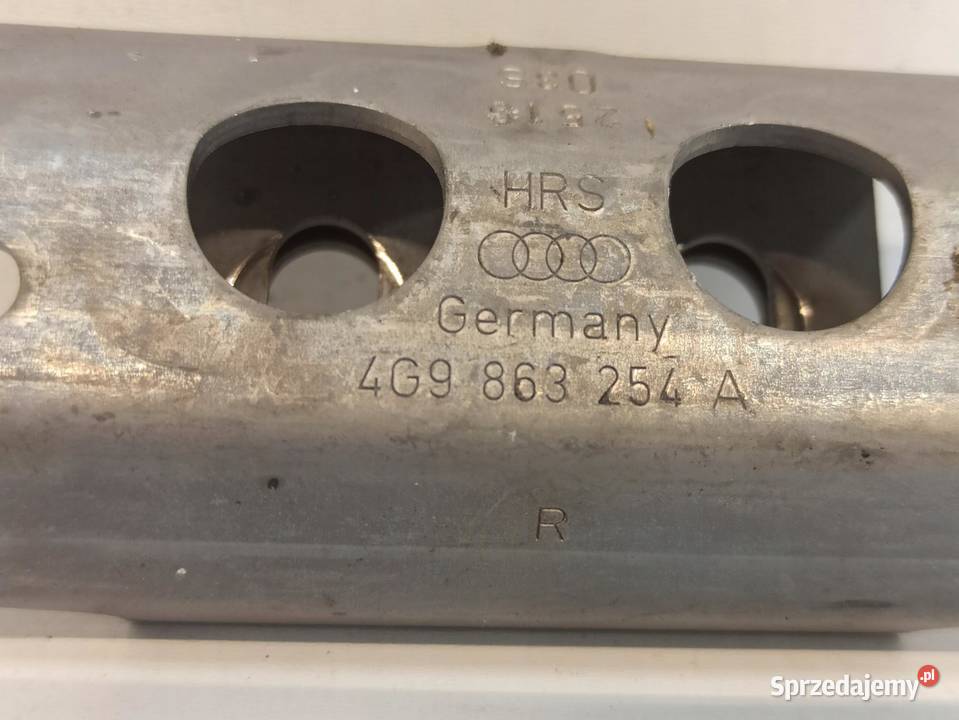 HRS
Germany
4G9 863 254 A
R
Sprzedajemy.pl